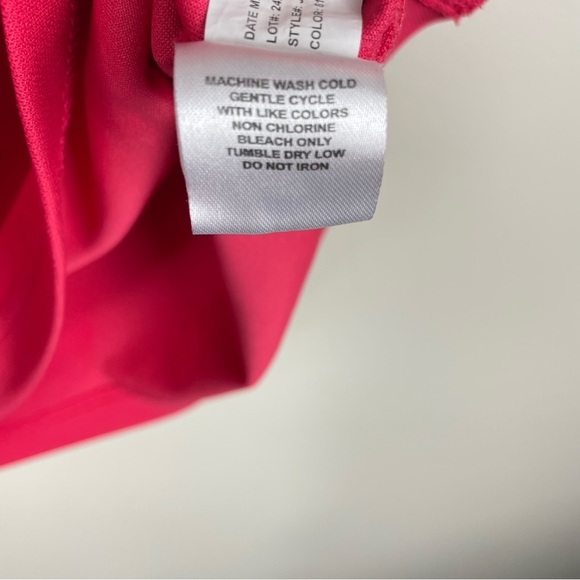 MACHINE WASH COLD
GENTLE CYCLE
WITH LIKE COLORS
NON CHLORINE
BLEACH ONLY
TUMBLE DRY LOW
DO NOT IRON
DATE M
LOT#: 24
STYLE#:
COLOR: